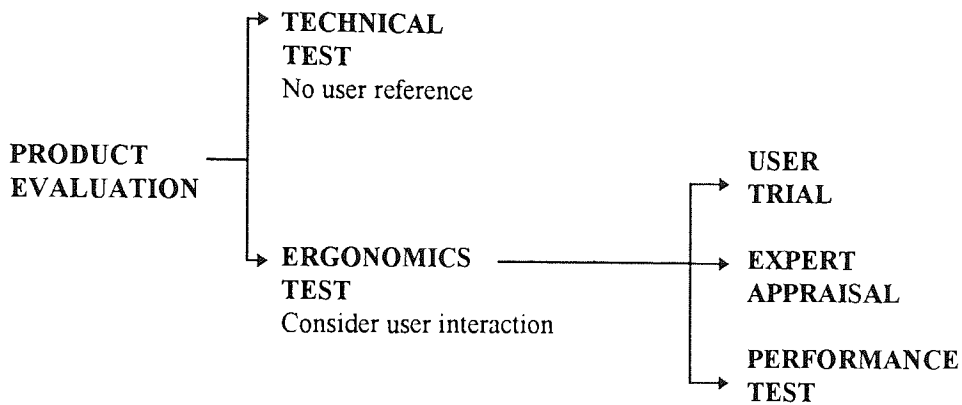 TECHNICAL
TEST
No user reference
PRODUCT
EVALUATION
ERGONOMICS
TEST
Consider user interaction
USER
TRIAL
EXPERT
APPRAISAL
PERFORMANCE
TEST